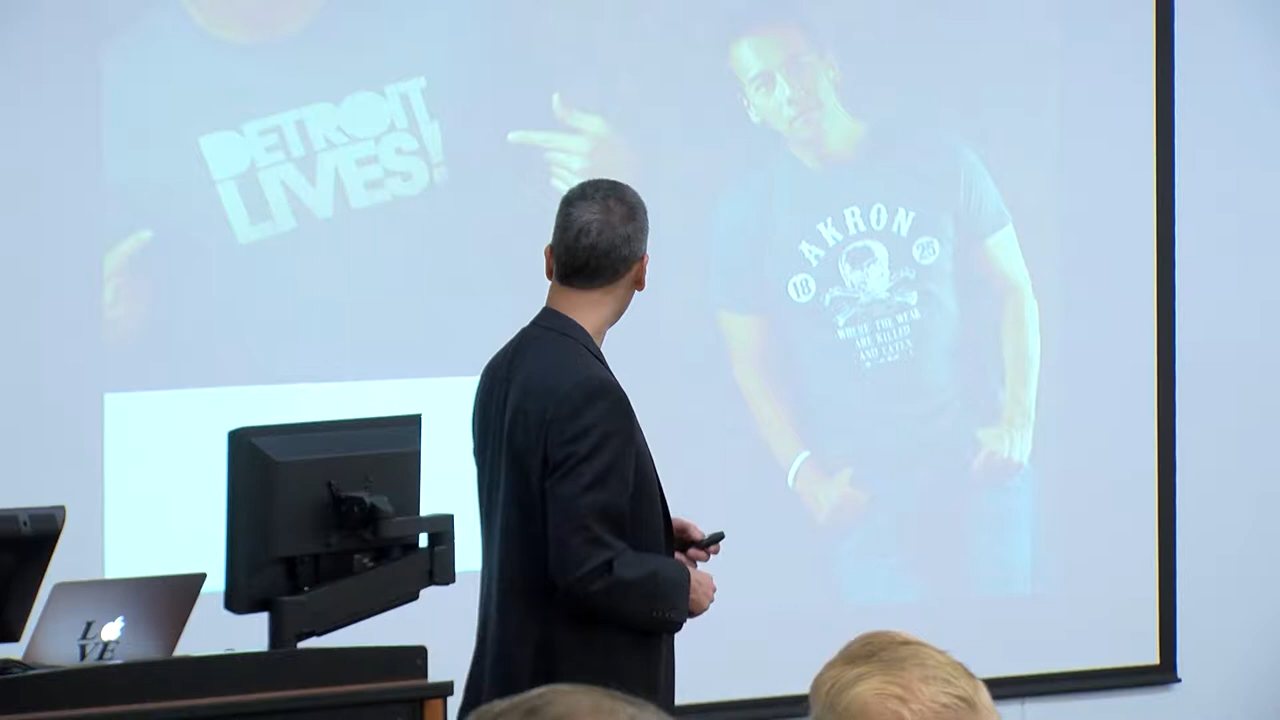 DETROIT
LIVES!
AKRON
18
25
WHERE THE WEAK
ARE KILLED
AND EATEN
LO
VE